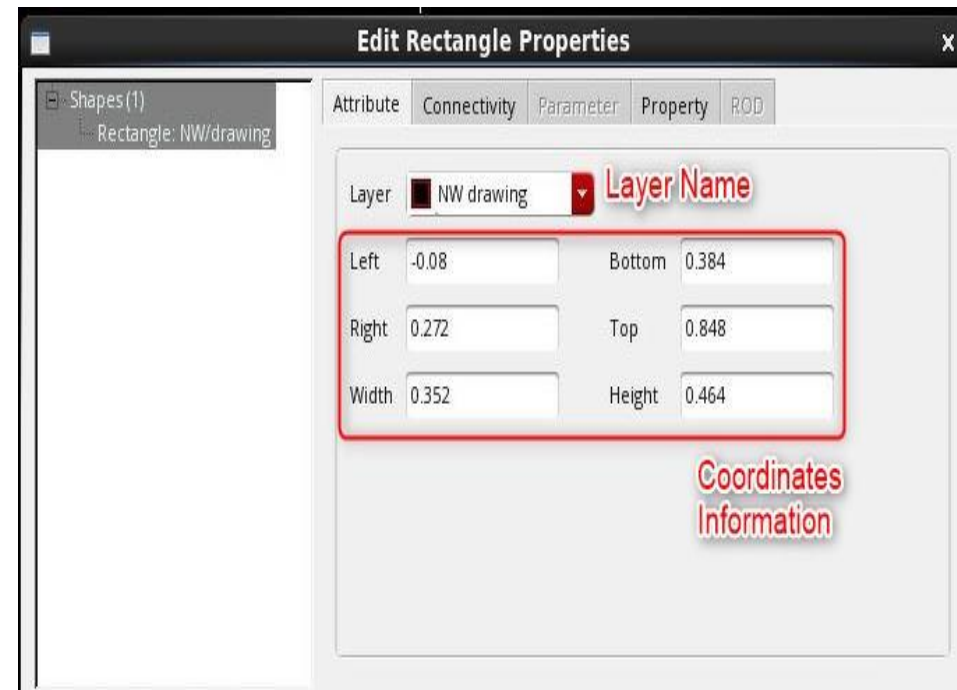 Edit Rectangle Properties
x
Shapes (1)
Rectangle: NW/drawing
Attribute Connectivity Parameter Property ROD
Layer NW drawing Layer Name
Left -0.08 Bottom 0.384
Right 0.272 Top 0.848
Width 0.352 Height 0.464
Coordinates
Information